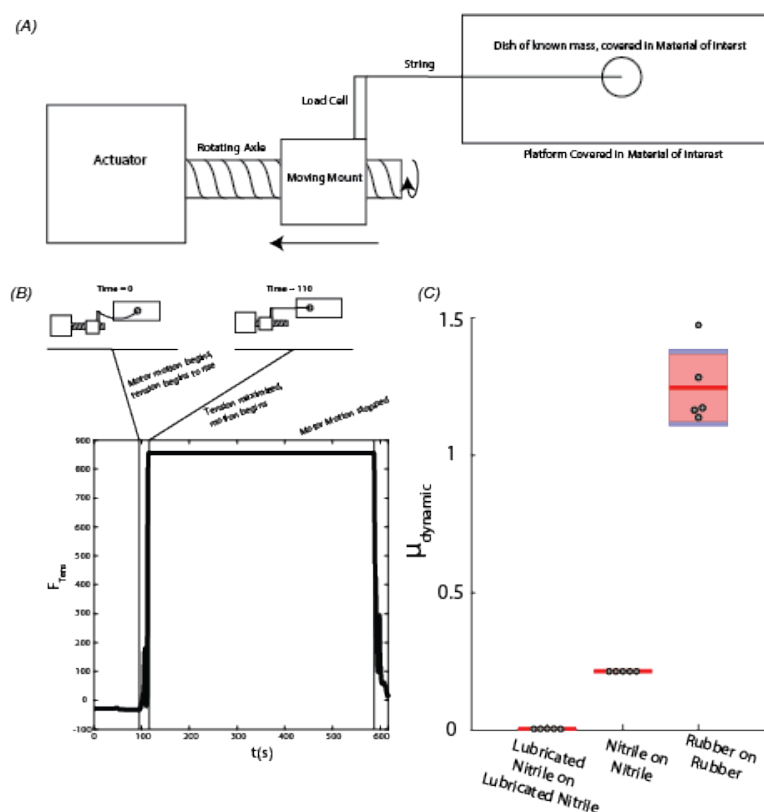 (A)
Dish of known mass, covered in Material of Interst
String
Load Cell
Rotating Axle
Actuator
Moving Mount
Platform Covered in Material of Interest
(B)
Time = 0
Time ~ 110
Motor motion begins,
tension begins to rise
Tension maximized,
motion begins
Motor Motion stopped
900
800
700
600
500
400
300
200
100
0
-100
F_Tens
0
100
200
300
400
500
600
t(s)
(C)
1.5
1
0.5
0
μ_dynamic
Lubricated
Nitrile on
Lubricated Nitrile
Nitrile on
Nitrile
Rubber on
Rubber